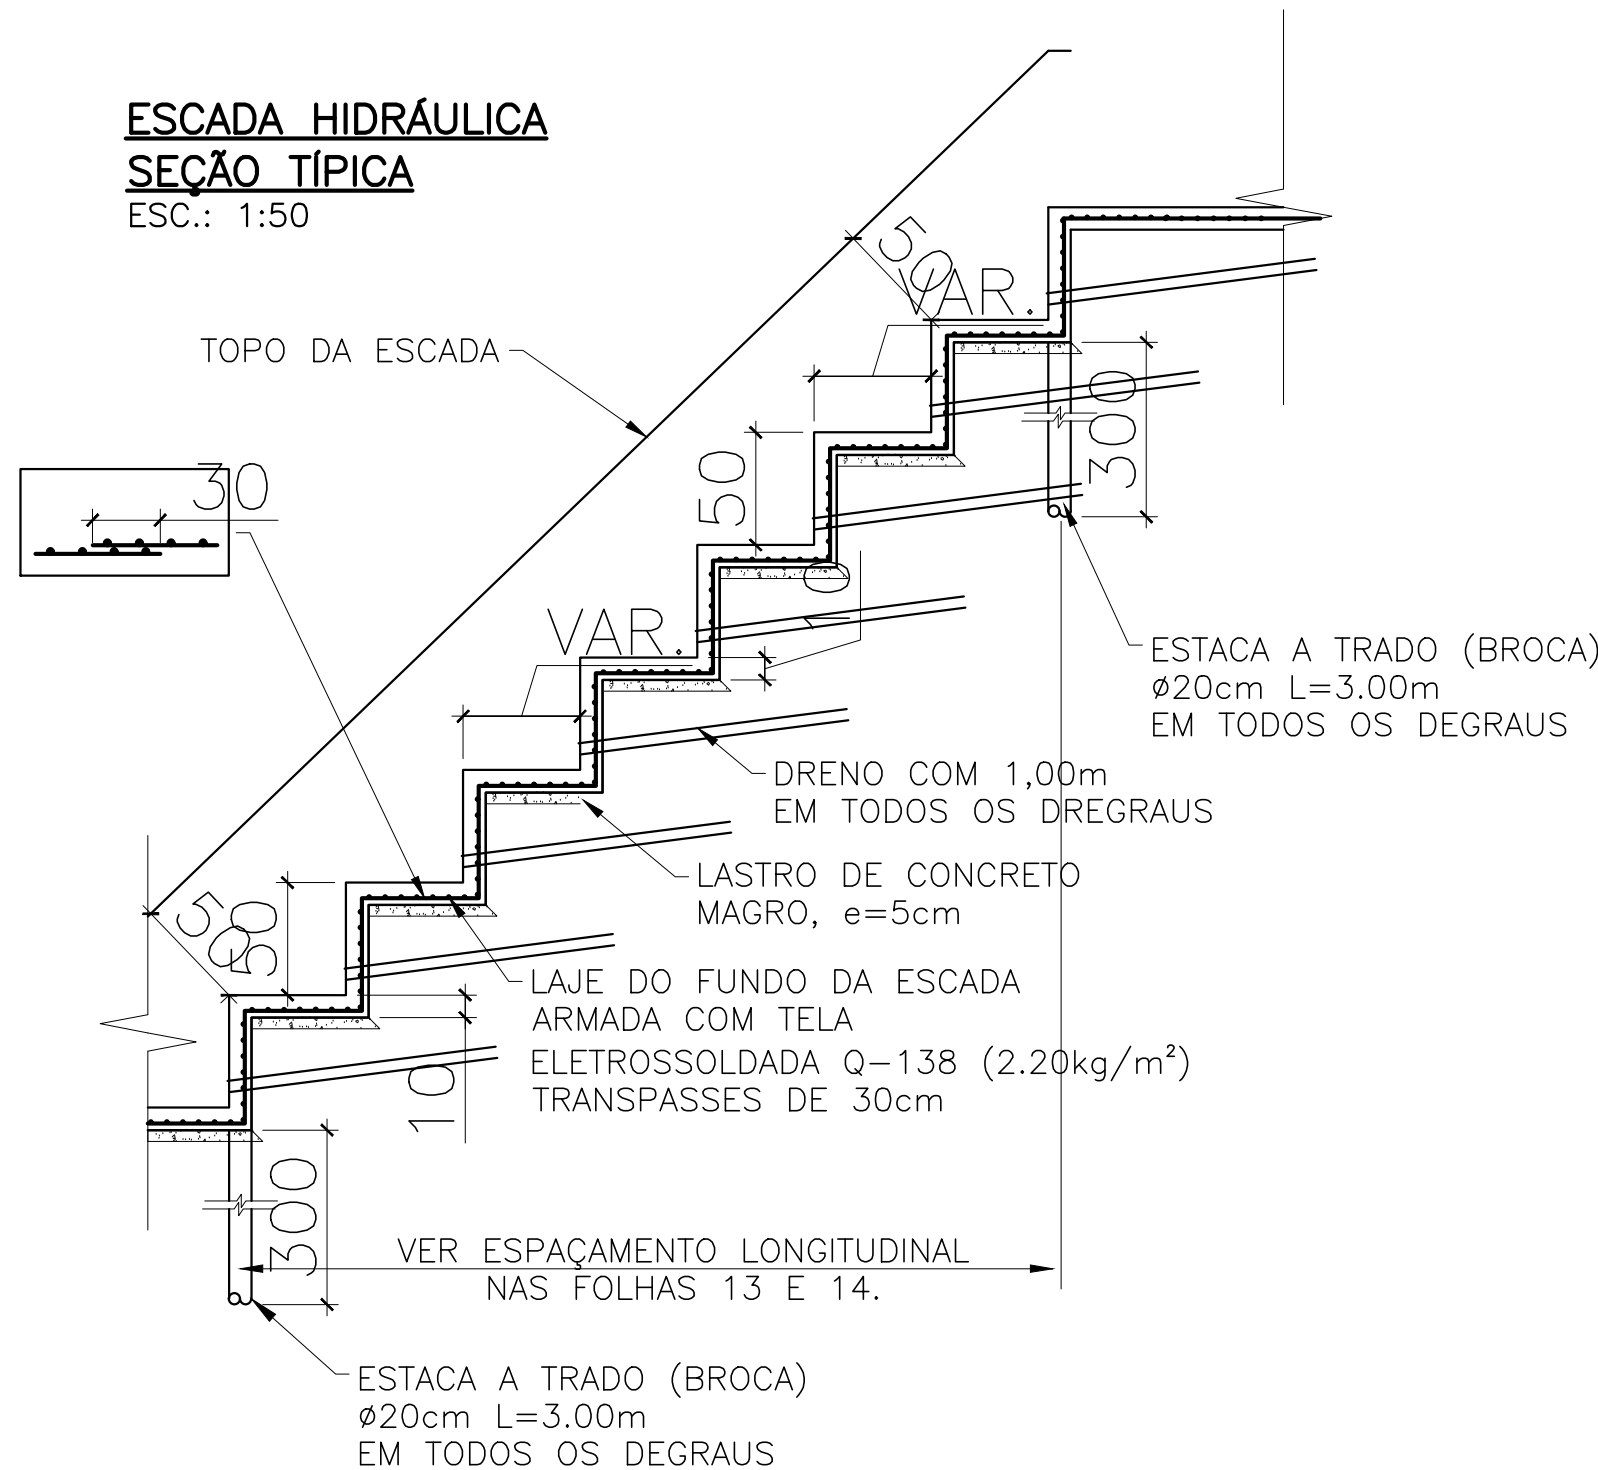 ESCADA HIDRÁULICA
SEÇÃO TÍPICA
ESC.: 1:50
50
VAR.
TOPO DA ESCADA
300
30
50
10
VAR.
ESTACA A TRADO (BROCA)
ø20cm L=3.00m
EM TODOS OS DEGRAUS
DRENO COM 1,00m
EM TODOS OS DREGRAUS
LASTRO DE CONCRETO
MAGRO, e=5cm
50
50
LAJE DO FUNDO DA ESCADA
ARMADA COM TELA
ELETROSSOLDADA Q-138 (2.20kg/m²)
TRANSPASSES DE 30cm
10
300
VER ESPAÇAMENTO LONGITUDINAL
NAS FOLHAS 13 E 14.
ESTACA A TRADO (BROCA)
ø20cm L=3.00m
EM TODOS OS DEGRAUS